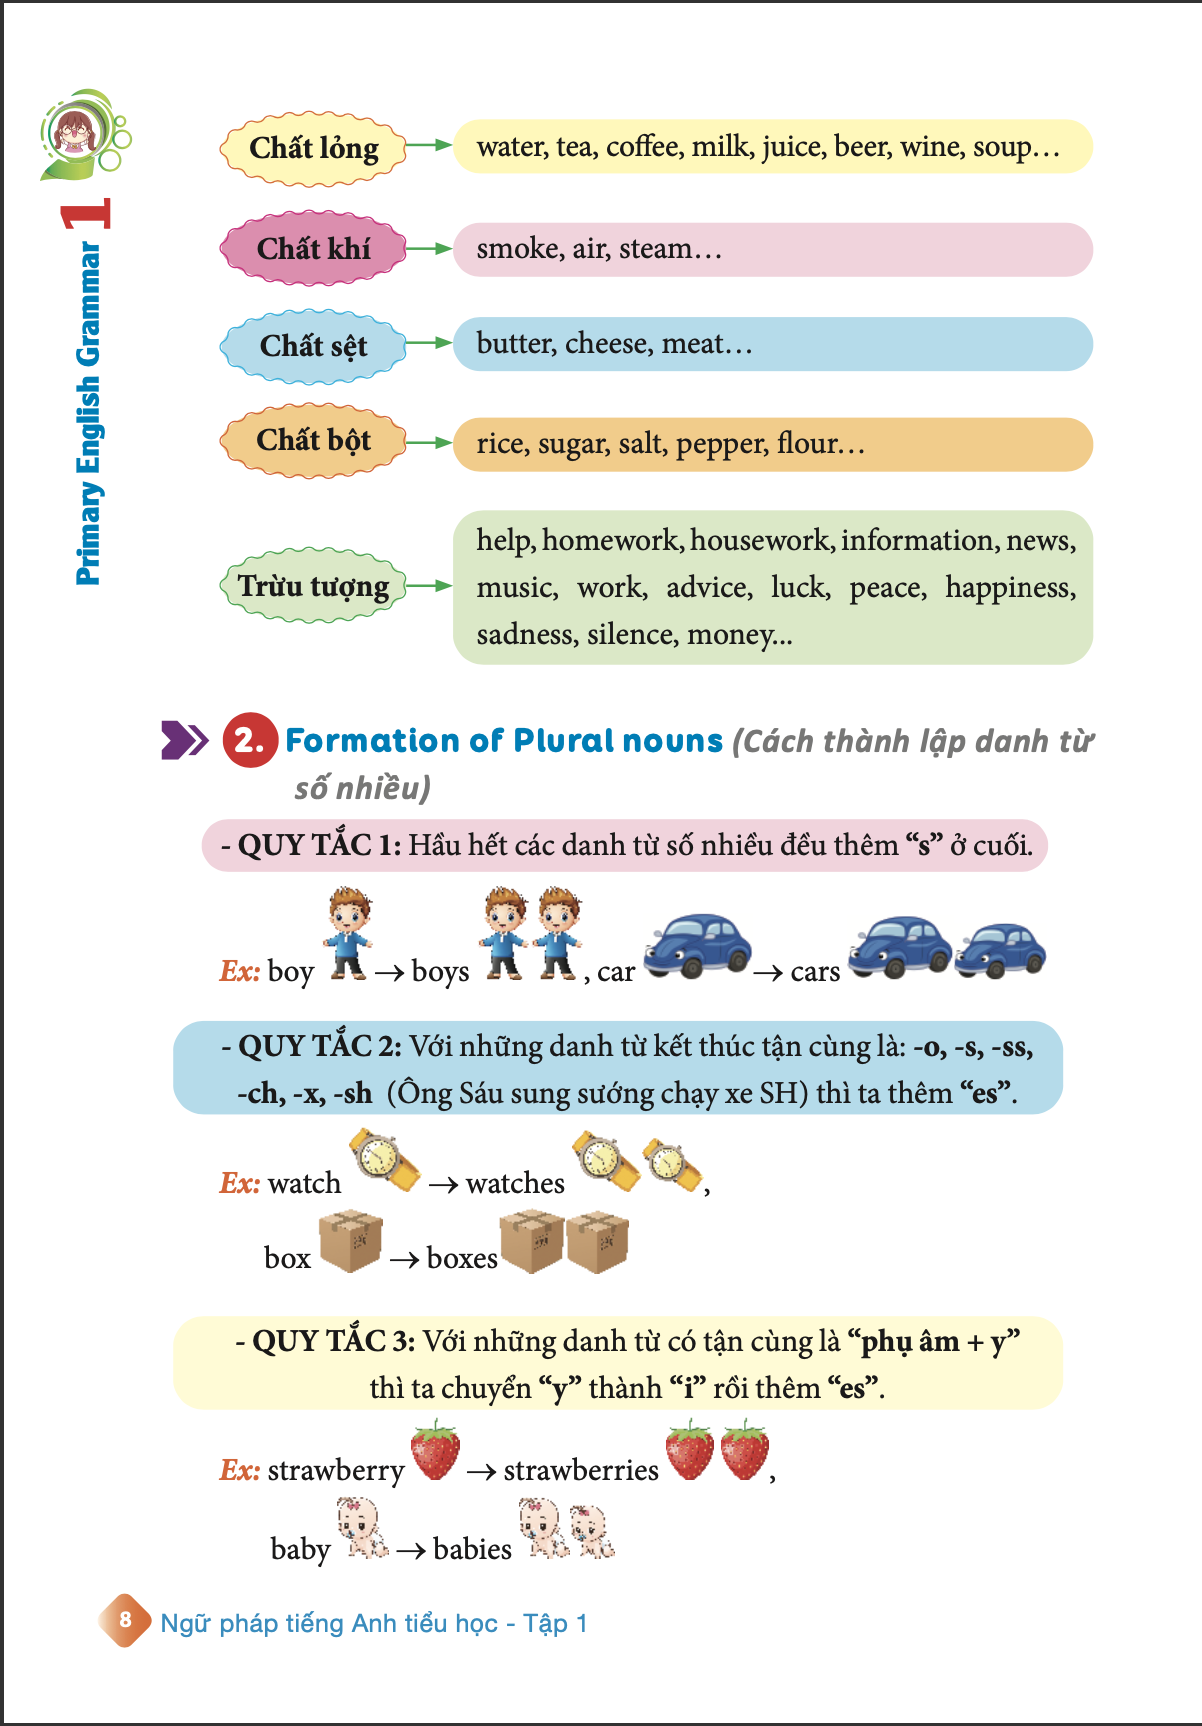 Primary English Grammar 1
Chất lỏng
water, tea, coffee, milk, juice, beer, wine, soup…
Chất khí
smoke, air, steam…
Chất sệt
butter, cheese, meat…
Chất bột
rice, sugar, salt, pepper, flour…
Trừu tượng
help, homework, housework, information, news,
music, work, advice, luck, peace, happiness,
sadness, silence, money...
2. Formation of Plural nouns (Cách thành lập danh từ
số nhiều)
- QUY TẮC 1: Hầu hết các danh từ số nhiều đều thêm “s” ở cuối.
Ex: boy → boys , car → cars
- QUY TẮC 2: Với những danh từ kết thúc tận cùng là: -o, -s, -ss,
-ch, -x, -sh (Ông Sáu sung sướng chạy xe SH) thì ta thêm “es”.
Ex: watch → watches ,
box → boxes
- QUY TẮC 3: Với những danh từ có tận cùng là “phụ âm + y”
thì ta chuyển “y” thành “i” rồi thêm “es”.
Ex: strawberry → strawberries ,
baby → babies
8 Ngữ pháp tiếng Anh tiểu học - Tập 1